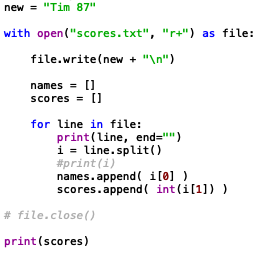 new = "Tim 87"
with open("scores.txt", "r+") as file:
    file.write(new + "\n")
    names = []
    scores = []
    for line in file:
        print(line, end="")
        i = line.split()
        #print(i)
        names.append( i[0] )
        scores.append( int(i[1]) )
# file.close()
print(scores)